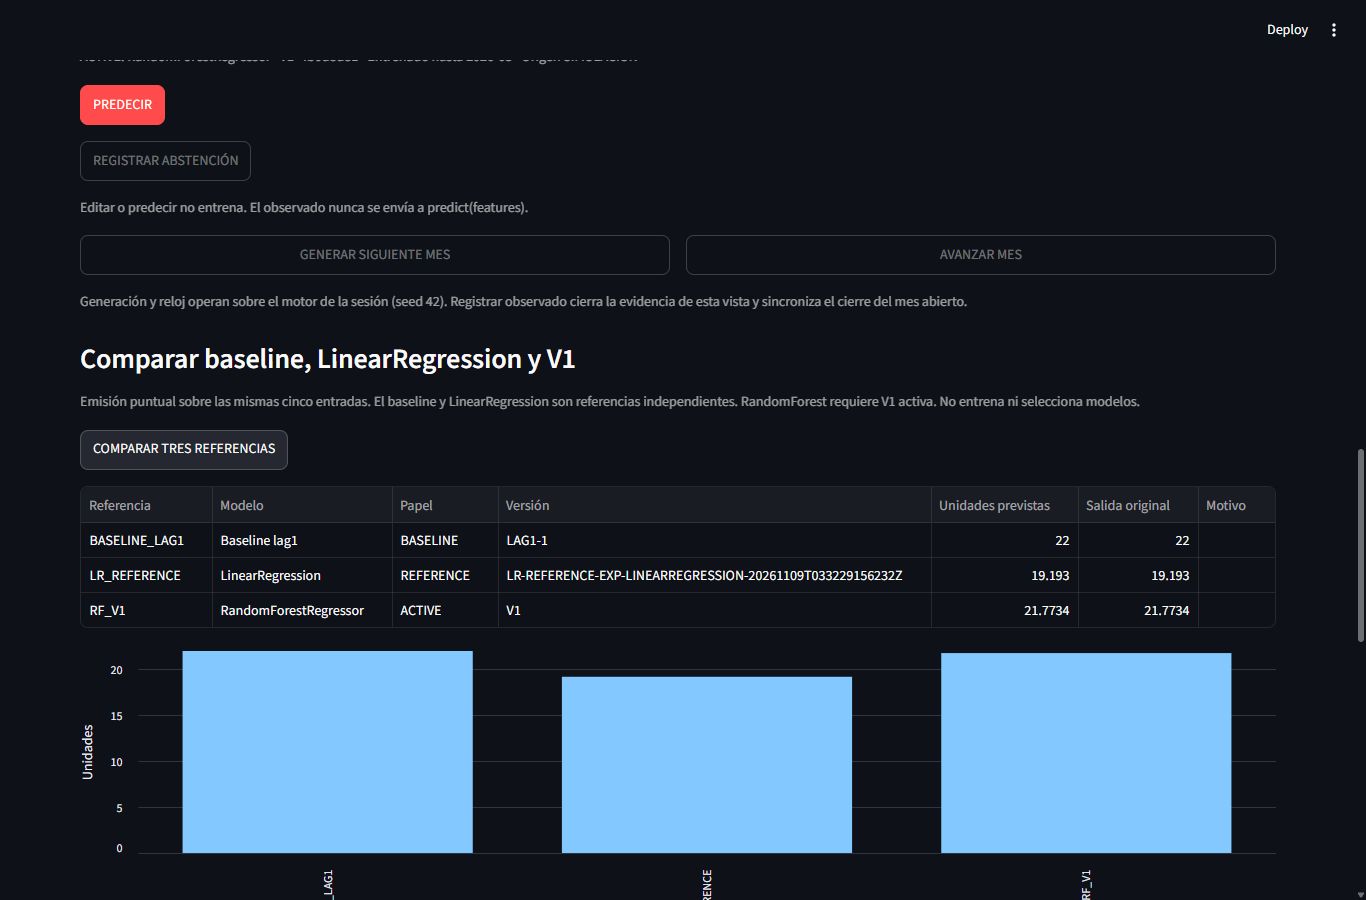 Deploy
PREDECIR
REGISTRAR ABSTENCIÓN
Editar o predecir no entrena. El observado nunca se envía a predict(features).
GENERAR SIGUIENTE MES
AVANZAR MES
Generación y reloj operan sobre el motor de la sesión (seed 42). Registrar observado cierra la evidencia de esta vista y sincroniza el cierre del mes abierto.
Comparar baseline, LinearRegression y V1
Emisión puntual sobre las mismas cinco entradas. El baseline y LinearRegression son referencias independientes. RandomForest requiere V1 activa. No entrena ni selecciona modelos.
COMPARAR TRES REFERENCIAS
Referencia Modelo Papel Versión Unidades previstas Salida original Motivo
BASELINE_LAG1 Baseline lag1 BASELINE LAG1-1 22 22
LR_REFERENCE LinearRegression REFERENCE LR-REFERENCE-EXP-LINEARREGRESSION-20261109T033229156232Z 19.193 19.193
RF_V1 RandomForestRegressor ACTIVE V1 21.7734 21.7734
Unidades
20
15
10
5
0
_LAG1
RENCE
RF_V1